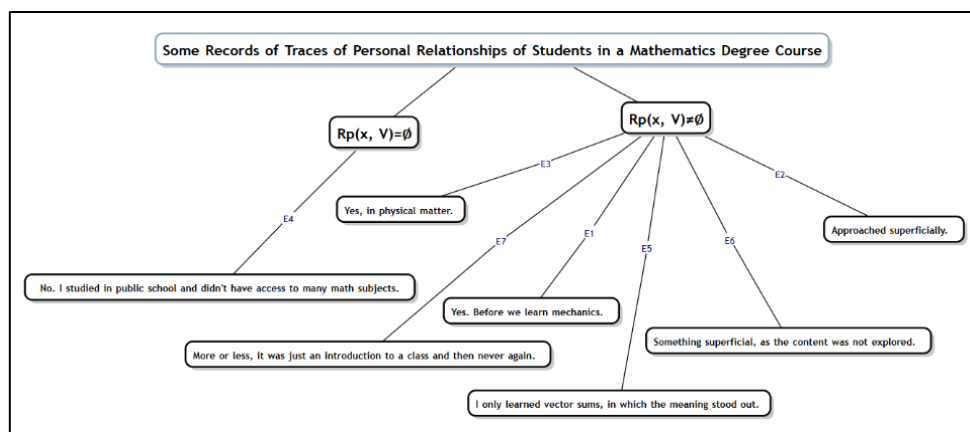 Some Records of Traces of Personal Relationships of Students in a Mathematics Degree Course
Rp(x, V)≠Ø
Rp(x, V)=Ø
E3
E2
Yes, in physical matter.
E4
Approached superficially.
E7
E1
E6
E5
No. I studied in public school and didn't have access to many math subjects.
Yes. Before we learn mechanics.
Something superficial, as the content was not explored.
More or less, it was just an introduction to a class and then never again.
I only learned vector sums, in which the meaning stood out.